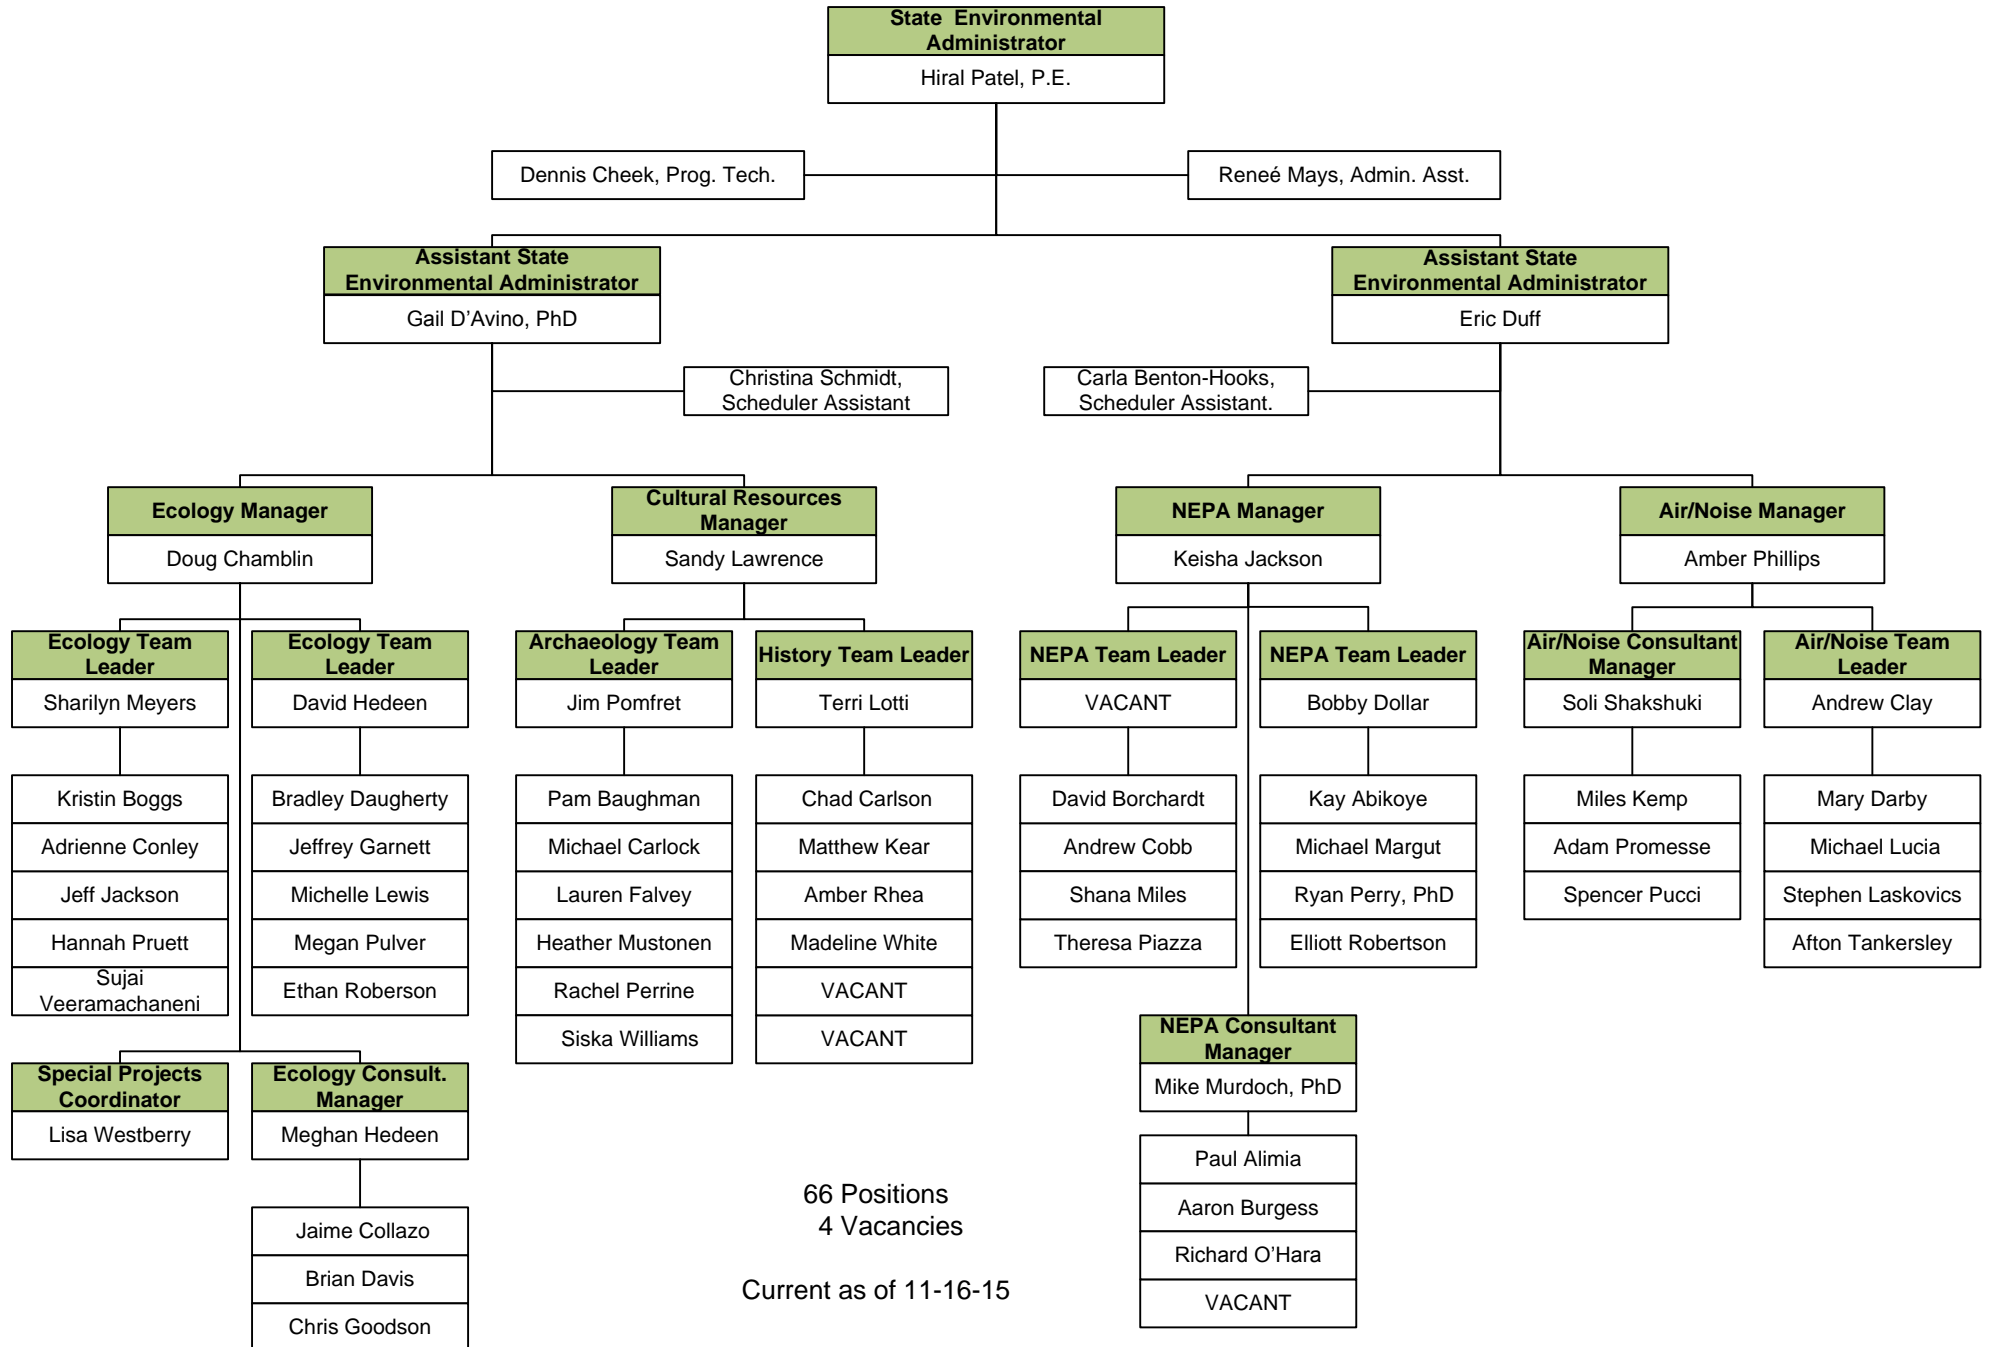 State  Environmental
Administrator
Hiral Patel, P.E.
Dennis Cheek, Prog. Tech.
Reneé Mays, Admin. Asst.
Assistant State
Environmental Administrator
Gail D’Avino, PhD
Assistant State
Environmental Administrator
Eric Duff
Christina Schmidt,
Scheduler Assistant
Carla Benton-Hooks,
Scheduler Assistant.
Ecology Manager
Doug Chamblin
Cultural Resources
Manager
Sandy Lawrence
NEPA Manager
Keisha Jackson
Air/Noise Manager
Amber Phillips
Ecology Team
Leader
Sharilyn Meyers
Kristin Boggs
Adrienne Conley
Jeff Jackson
Hannah Pruett
Sujai
Veeramachaneni
Ecology Team
Leader
David Hedeen
Bradley Daugherty
Jeffrey Garnett
Michelle Lewis
Megan Pulver
Ethan Roberson
Archaeology Team
Leader
Jim Pomfret
Pam Baughman
Michael Carlock
Lauren Falvey
Heather Mustonen
Rachel Perrine
Siska Williams
History Team Leader
Terri Lotti
Chad Carlson
Matthew Kear
Amber Rhea
Madeline White
VACANT
VACANT
NEPA Team Leader
VACANT
David Borchardt
Andrew Cobb
Shana Miles
Theresa Piazza
NEPA Team Leader
Bobby Dollar
Kay Abikoye
Michael Margut
Ryan Perry, PhD
Elliott Robertson
Air/Noise Consultant
Manager
Soli Shakshuki
Miles Kemp
Adam Promesse
Spencer Pucci
Air/Noise Team
Leader
Andrew Clay
Mary Darby
Michael Lucia
Stephen Laskovics
Afton Tankersley
Special Projects
Coordinator
Lisa Westberry
Ecology Consult.
Manager
Meghan Hedeen
Jaime Collazo
Brian Davis
Chris Goodson
NEPA Consultant
Manager
Mike Murdoch, PhD
Paul Alimia
Aaron Burgess
Richard O’Hara
VACANT
66 Positions
4 Vacancies
Current as of 11-16-15